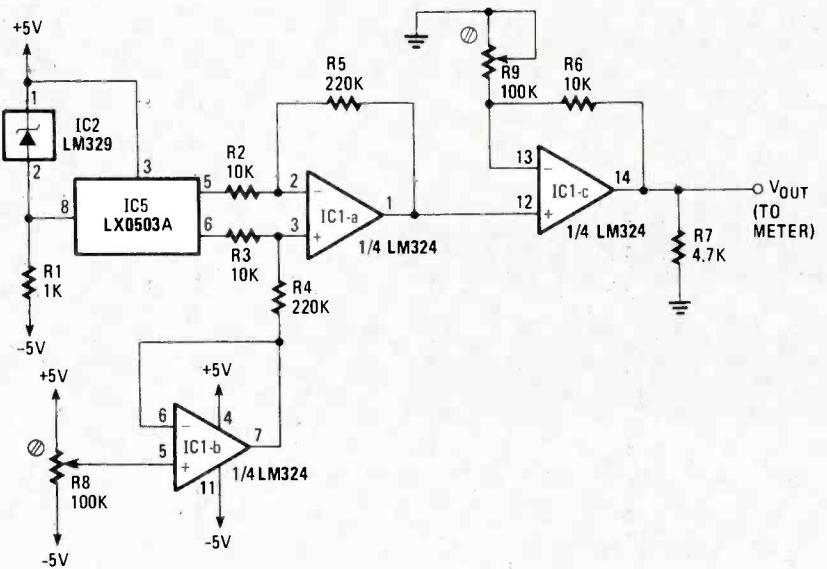 +5V
1
IC2
LM329
2
3
8
IC5
LX0503A
5
6
R1
1K
-5V
R2
10K
R3
10K
R5
220K
2
-
3
+
IC1-a
1
1/4 LM324
R4
220K
+5V
R8
100K
-5V
6
-
5
+
IC1-b
+5V
4
7
11
1/4 LM324
-5V
R9
100K
R6
10K
13
-
12
+
IC1-c
14
1/4 LM324
VOUT
(TO
METER)
R7
4.7K